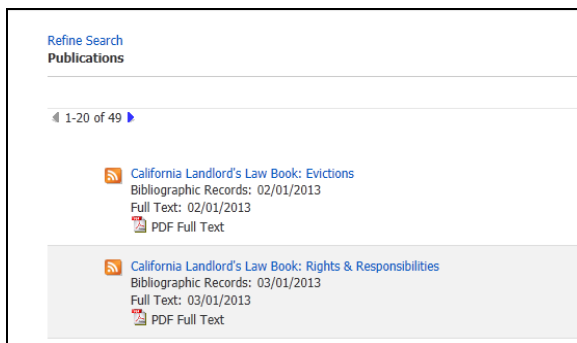 Refine Search
Publications
1-20 of 49
California Landlord's Law Book: Evictions
Bibliographic Records: 02/01/2013
Full Text: 02/01/2013
PDF Full Text
California Landlord's Law Book: Rights & Responsibilities
Bibliographic Records: 03/01/2013
Full Text: 03/01/2013
PDF Full Text